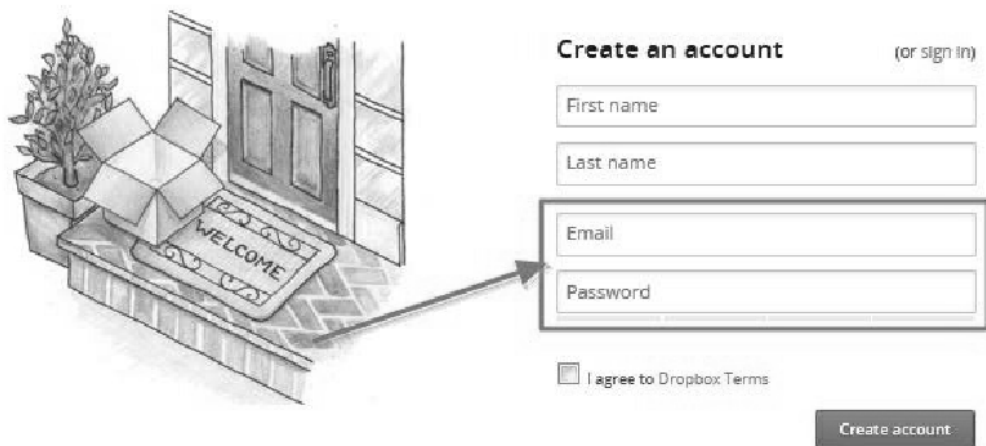 WELCOME
Create an account (or sign in)
First name
Last name
Email
Password
I agree to Dropbox Terms
Create account